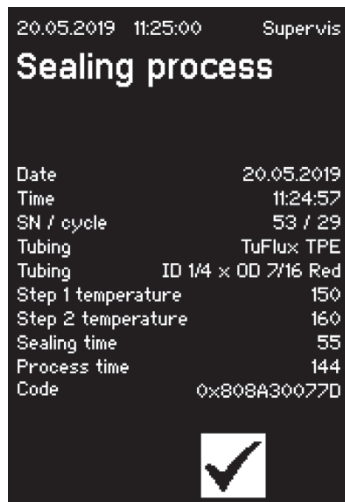 20.05.2019 11:25:00 Supervis
Sealing process
Date 20.05.2019
Time 11:24:57
SN / cycle 53 / 29
Tubing TuFlux TPE
Tubing ID 1/4 x OD 7/16 Red
Step 1 temperature 150
Step 2 temperature 160
Sealing time 55
Process time 144
Code 0x808A30077D